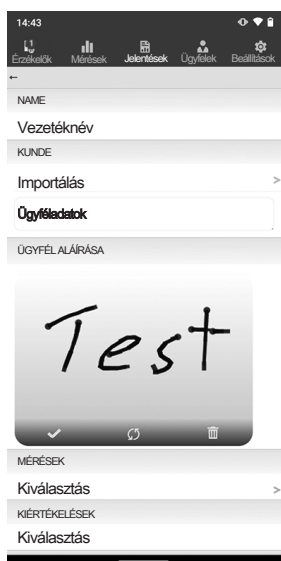 14:43
Érzékelők Mérések Jelentések Ügyfelek Beállítások
←
NAME
Vezetéknév
KUNDE
Importálás >
Ügyféladatok
ÜGYFÉL ALÁÍRÁSA
Test
MÉRÉSEK
Kiválasztás >
KIÉRTÉKELÉSEK
Kiválasztás